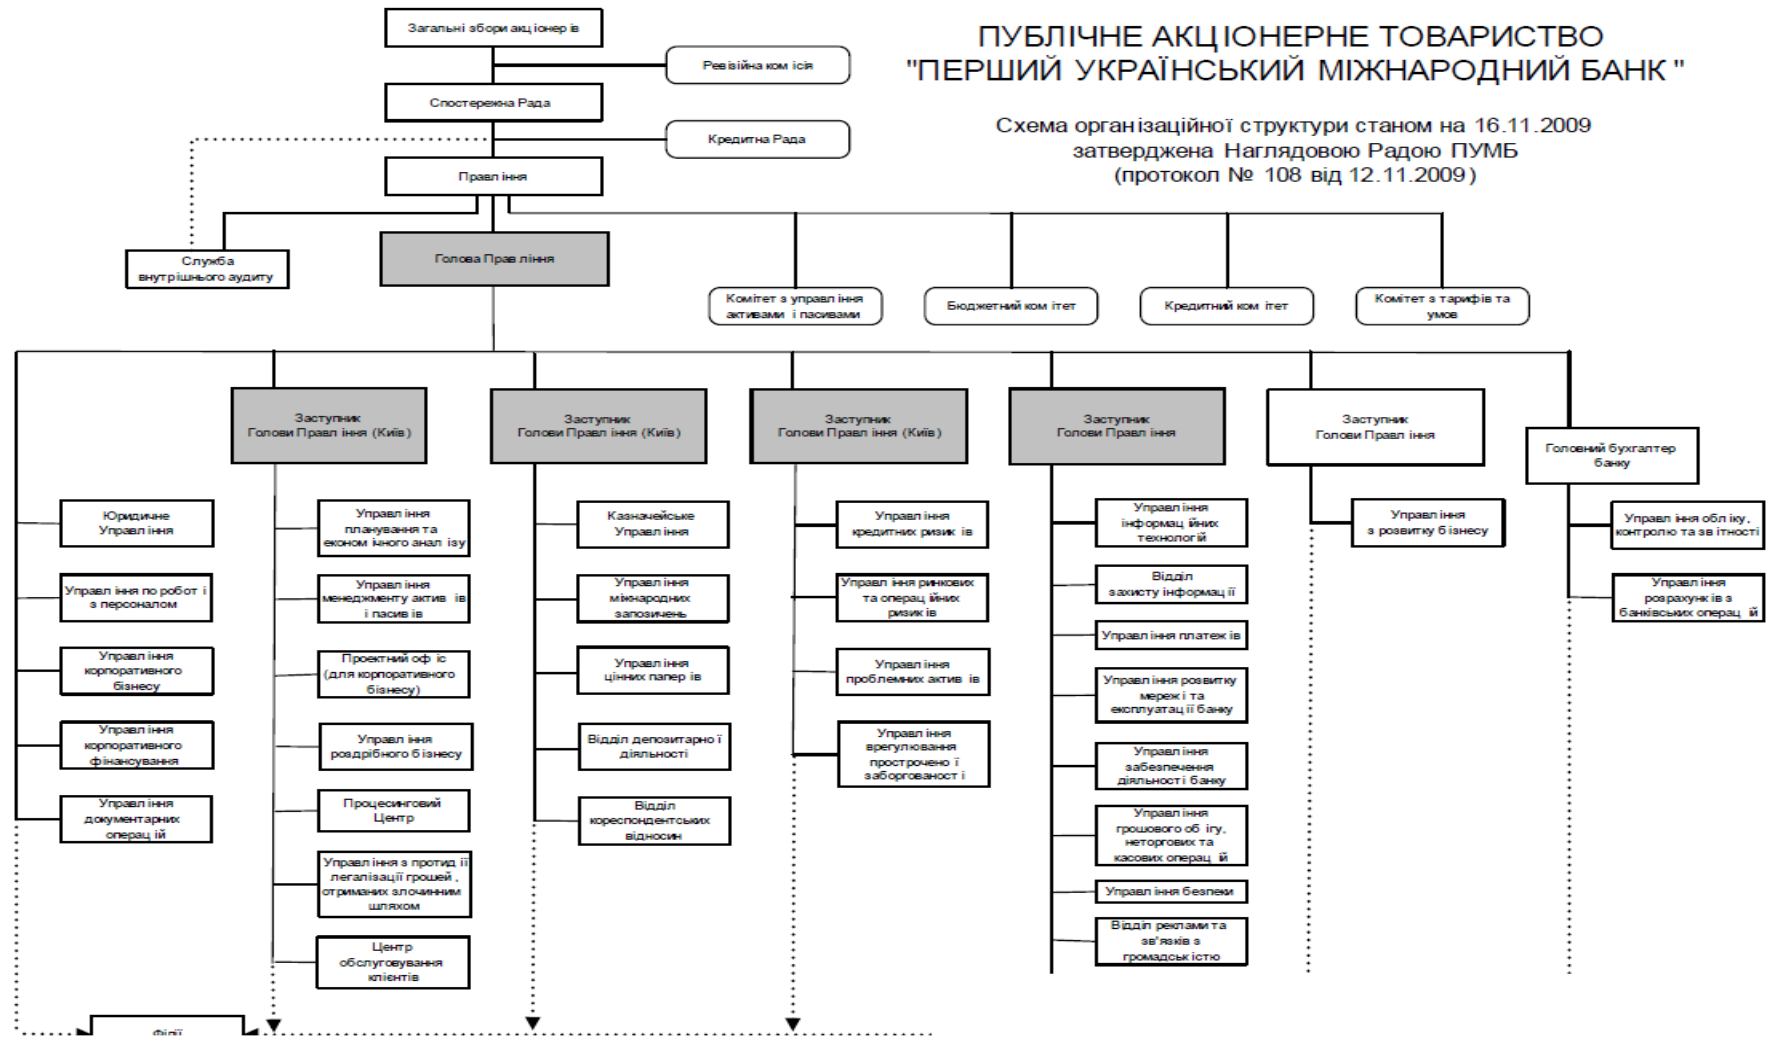 ПУБЛІЧНЕ АКЦІОНЕРНЕ ТОВАРИСТВО
"ПЕРШИЙ УКРАЇНСЬКИЙ МІЖНАРОДНИЙ БАНК"
Схема організаційної структури станом на 16.11.2009
затверджена Наглядовою Радою ПУМБ
(протокол № 108 від 12.11.2009)
Загальні збори акціонерів
Ревізійна комісія
Спостережна Рада
Кредитна Рада
Правління
Служба
внутрішнього аудиту
Голова Правління
Комітет з управління
активами і пасивами
Бюджетний комітет
Кредитний комітет
Комітет з тарифів та
умов
Заступник
Голови Правління (Київ)
Заступник
Голови Правління (Київ)
Заступник
Голови Правління (Київ)
Заступник
Голови Правління
Заступник
Голови Правління
Головний бухгалтер
банку
Юридичне
Управління
Управління по роботі
з персоналом
Управління
корпоративного
бізнесу
Управління
корпоративного
фінансування
Управління
документарних
операцій
Управління
планування та
економічного аналізу
Управління
менеджменту активів
і пасивів
Проектний офіс
(для корпоративного
бізнесу)
Управління
роздрібного бізнесу
Процесинговий
Центр
Управління з протидії
легалізації грошей,
отриманих злочинним
шляхом
Центр
обслуговування
клієнтів
Казначейське
Управління
Управління
міжнародних
запозичень
Управління
цінних паперів
Відділ депозитарної
діяльності
Відділ
кореспондентських
відносин
Управління
кредитних ризиків
Управління ринкових
та операційних
ризиків
Управління
проблемних активів
Управління
врегулювання
простроченої
заборгованості
Управління
інформаційних
технологій
Відділ
захисту інформації
Управління платежів
Управління розвитку
мережі та
експлуатації банку
Управління
забезпечення
діяльності банку
Управління
грошового обігу,
неторгових та
касових операцій
Управління безпеки
Відділ реклами та
зв'язків з
громадськістю
Управління
з розвитку бізнесу
Управління обліку,
контролю та звітності
Управління
розрахунків з
банківських операцій
Філії